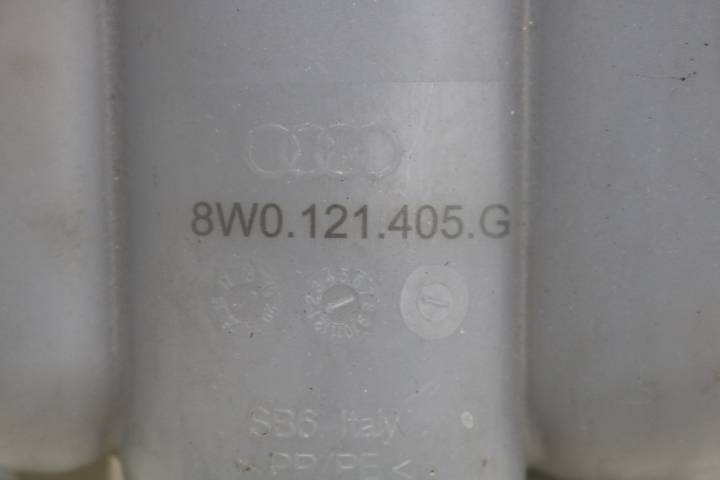 8W0.121.405.G
SB6 Italy
> PP/PE <